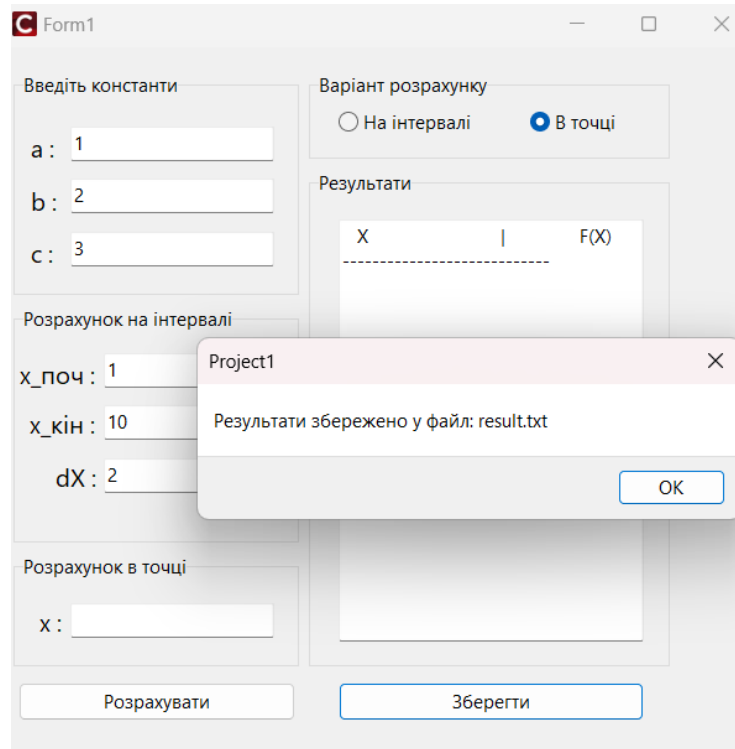 Form1
Введіть константи
a : 1
b : 2
c : 3
Варіант розрахунку
На інтервалі В точці
Результати
X | F(X)
----------------------------
Розрахунок на інтервалі
x_поч : 1
x_кін : 10
dX : 2
Project1
Результати збережено у файл: result.txt
OK
Розрахунок в точці
x :
Розрахувати
Зберегти